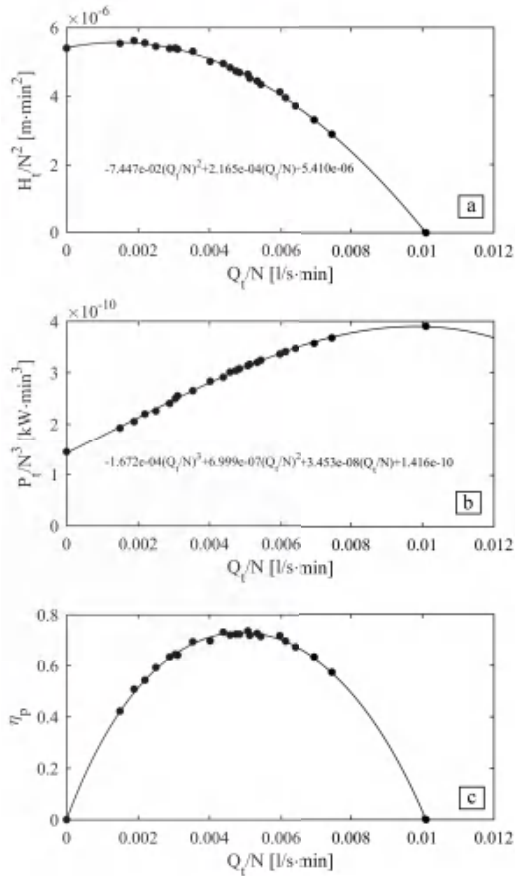 ×10⁻⁶
6
4
2
0
H_t/N² [m·min²]
-7.447e-02(Q_t/N)²+2.165e-04(Q_t/N)+5.410e-06
a
0 0.002 0.004 0.006 0.008 0.01 0.012
Q_t/N [l/s·min]
×10⁻¹⁰
4
3
2
1
0
P_t/N³ [kW·min³]
-1.672e-04(Q_t/N)³+6.999e-07(Q_t/N)²+3.453e-08(Q_t/N)+1.416e-10
b
0 0.002 0.004 0.006 0.008 0.01 0.012
Q_t/N [l/s·min]
0.8
0.6
0.4
0.2
0
η_p
c
0 0.002 0.004 0.006 0.008 0.01 0.012
Q_t/N [l/s·min]